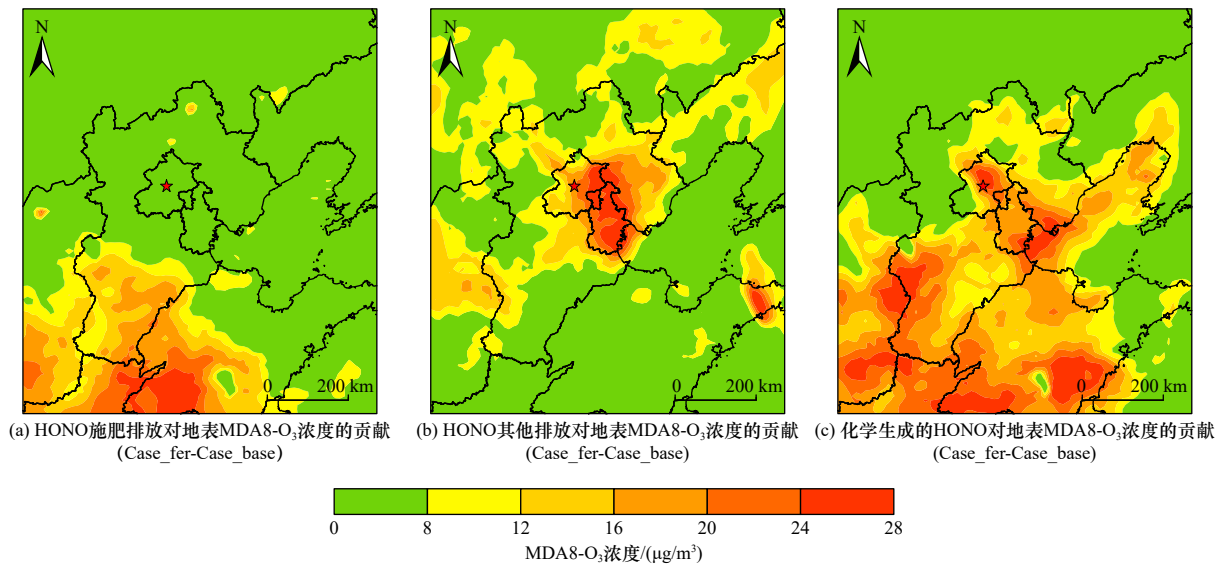 N
N
N
0 200 km
0 200 km
0 200 km
(a) HONO施肥排放对地表MDA8-O₃浓度的贡献
（Case_fer-Case_base）
(b) HONO其他排放对地表MDA8-O₃浓度的贡献
(Case_fer-Case_base)
(c) 化学生成的HONO对地表MDA8-O₃浓度的贡献
(Case_fer-Case_base)
0 8 12 16 20 24 28
MDA8-O₃浓度/(μg/m³)